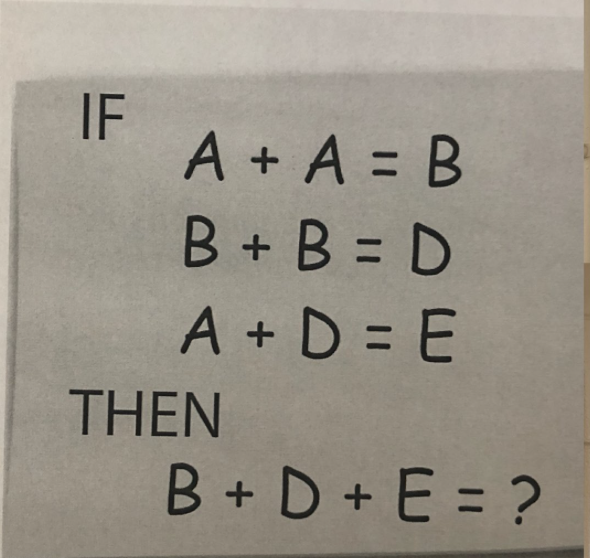 IF
A + A = B
B + B = D
A + D = E
THEN
B + D + E = ?